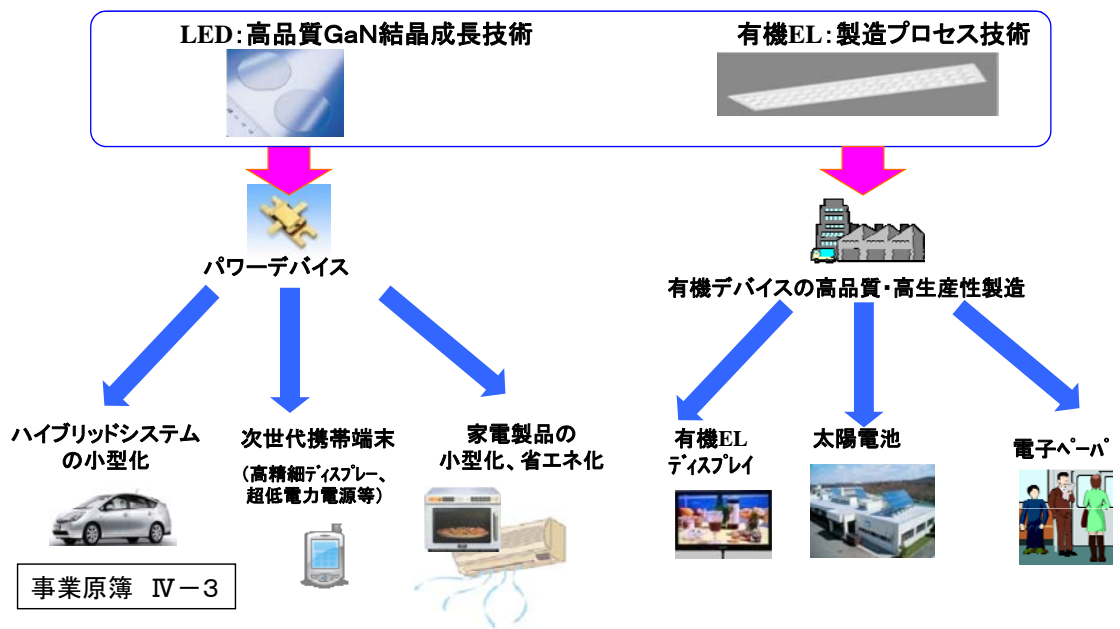 LED:高品質GaN結晶成長技術
有機EL:製造プロセス技術
パワーデバイス
有機デバイスの高品質・高生産性製造
ハイブリッドシステム
の小型化
次世代携帯端末
(高精細ディスプレー、
超低電力電源等)
家電製品の
小型化、省エネ化
有機EL
ディスプレイ
太陽電池
電子ペーパ
事業原簿 Ⅳ-3